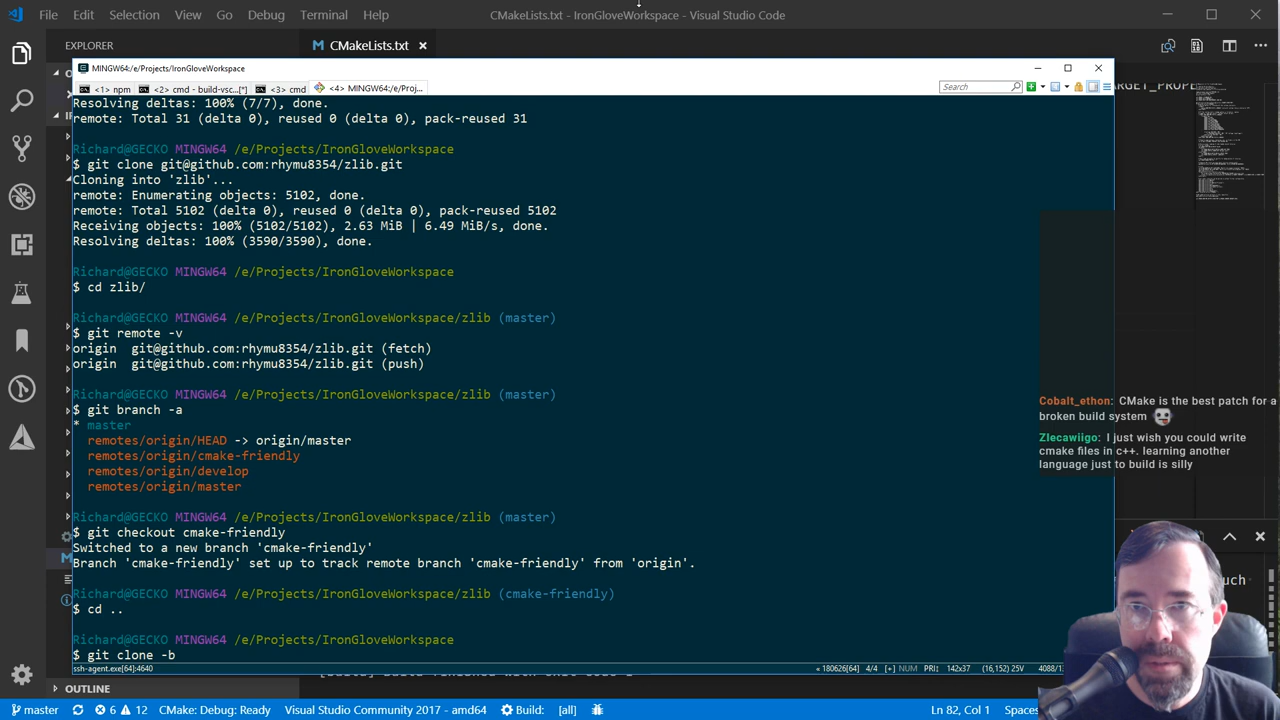 File Edit Selection View Go Debug Terminal Help
CMakeLists.txt - IronGloveWorkspace - Visual Studio Code
EXPLORER
CMakeLists.txt
MINGW64:/e/Projects/IronGloveWorkspace
<1> npm <2> cmd - build-vsc...[*] <3> cmd <4> MINGW64:/e/Proj...
Search
Resolving deltas: 100% (7/7), done.
remote: Total 31 (delta 0), reused 0 (delta 0), pack-reused 31
Richard@GECKO MINGW64 /e/Projects/IronGloveWorkspace
$ git clone git@github.com:rhymu8354/zlib.git
Cloning into 'zlib'...
remote: Enumerating objects: 5102, done.
remote: Total 5102 (delta 0), reused 0 (delta 0), pack-reused 5102
Receiving objects: 100% (5102/5102), 2.63 MiB | 6.49 MiB/s, done.
Resolving deltas: 100% (3590/3590), done.
Richard@GECKO MINGW64 /e/Projects/IronGloveWorkspace
$ cd zlib/
Richard@GECKO MINGW64 /e/Projects/IronGloveWorkspace/zlib (master)
$ git remote -v
origin git@github.com:rhymu8354/zlib.git (fetch)
origin git@github.com:rhymu8354/zlib.git (push)
Richard@GECKO MINGW64 /e/Projects/IronGloveWorkspace/zlib (master)
$ git branch -a
* master
remotes/origin/HEAD -> origin/master
remotes/origin/cmake-friendly
remotes/origin/develop
remotes/origin/master
Richard@GECKO MINGW64 /e/Projects/IronGloveWorkspace/zlib (master)
$ git checkout cmake-friendly
Switched to a new branch 'cmake-friendly'
Branch 'cmake-friendly' set up to track remote branch 'cmake-friendly' from 'origin'.
Richard@GECKO MINGW64 /e/Projects/IronGloveWorkspace/zlib (cmake-friendly)
$ cd ..
Richard@GECKO MINGW64 /e/Projects/IronGloveWorkspace
$ git clone -b
ssh-agent.exe[64]:4640
« 180626[64] 4/4 [+] NUM PRI: 142x37 (16,152) 25V 4088/1
Cobalt_ethon: CMake is the best patch for a
broken build system
Zlecawiigo: I just wish you could write
cmake files in c++. learning another
language just to build is silly
OUTLINE
master 6 12 CMake: Debug: Ready Visual Studio Community 2017 - amd64 Build: [all] Ln 82, Col 1 Spaces